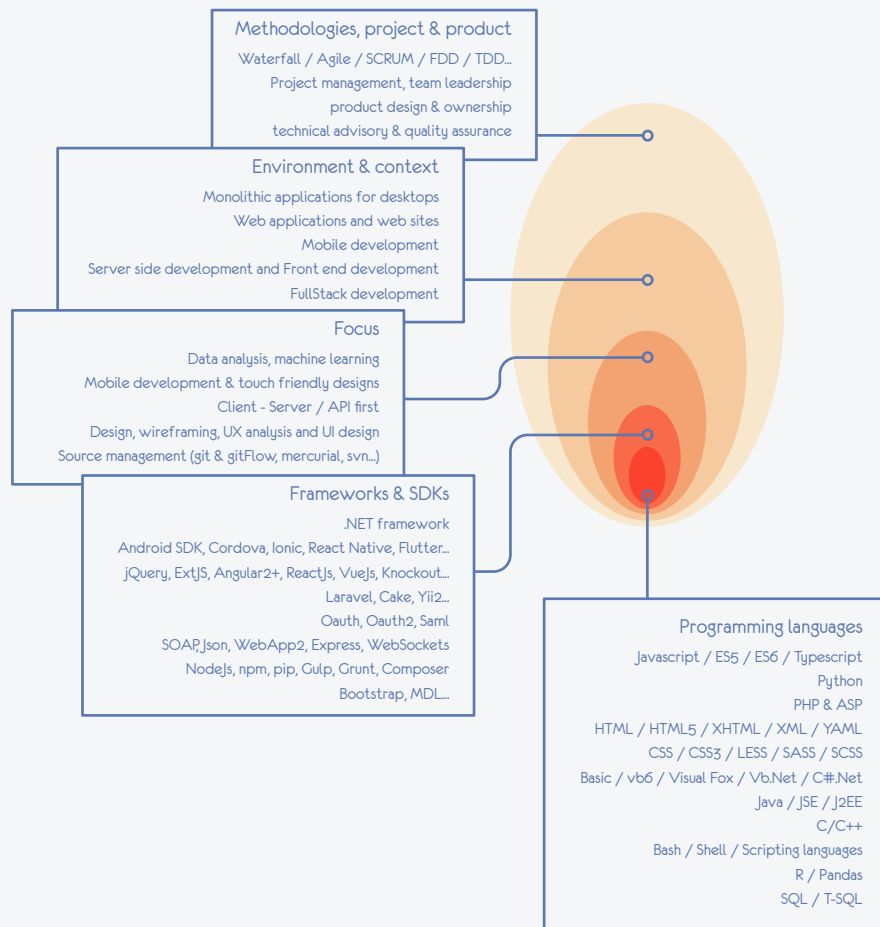 Methodologies, project & product
Waterfall / Agile / SCRUM / FDD / TDD...
Project management, team leadership
product design & ownership
technical advisory & quality assurance
Environment & context
Monolithic applications for desktops
Web applications and web sites
Mobile development
Server side development and Front end development
FullStack development
Focus
Data analysis, machine learning
Mobile development & touch friendly designs
Client - Server / API first
Design, wireframing, UX analysis and UI design
Source management (git & gitFlow, mercurial, svn...)
Frameworks & SDKs
.NET framework
Android SDK, Cordova, Ionic, React Native, Flutter...
jQuery, ExtJS, Angular2+, ReactJs, VueJs, Knockout...
Laravel, Cake, Yii2...
Oauth, Oauth2, Saml
SOAP,Json, WebApp2, Express, WebSockets
NodeJs, npm, pip, Gulp, Grunt, Composer
Bootstrap, MDL...
Programming languages
Javascript / ES5 / ES6 / Typescript
Python
PHP & ASP
HTML / HTML5 / XHTML / XML / YAML
CSS / CSS3 / LESS / SASS / SCSS
Basic / vb6 / Visual Fox / Vb.Net / C#.Net
Java / JSE / J2EE
C/C++
Bash / Shell / Scripting languages
R / Pandas
SQL / T-SQL